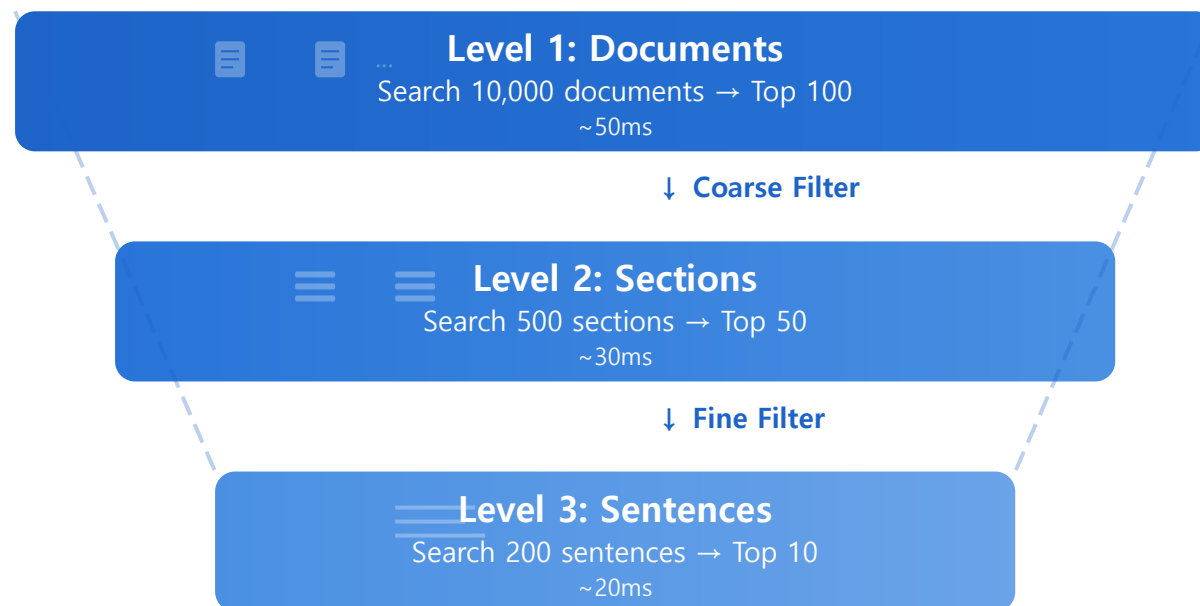 Level 1: Documents
...
Search 10,000 documents → Top 100
~50ms
↓ Coarse Filter
Level 2: Sections
Search 500 sections → Top 50
~30ms
↓ Fine Filter
Level 3: Sentences
Search 200 sentences → Top 10
~20ms